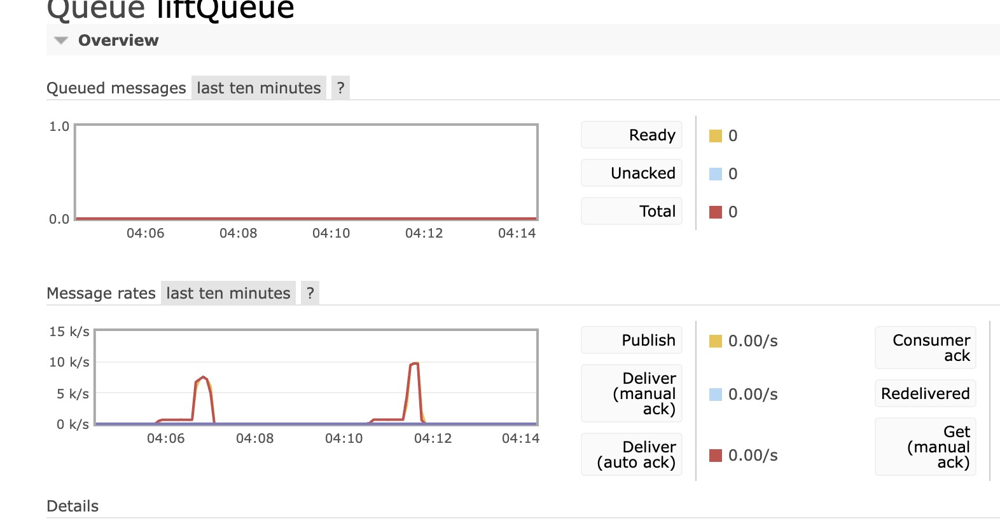 Queue liftQueue
Overview
Queued messages last ten minutes ?
1.0
0.0
04:06 04:08 04:10 04:12 04:14
Ready 0
Unacked 0
Total 0
Message rates last ten minutes ?
15 k/s
10 k/s
5 k/s
0 k/s
04:06 04:08 04:10 04:12 04:14
Publish 0.00/s
Deliver
(manual 0.00/s
ack)
Deliver
(auto ack) 0.00/s
Consumer
ack
Redelivered
Get
(manual
ack)
Details